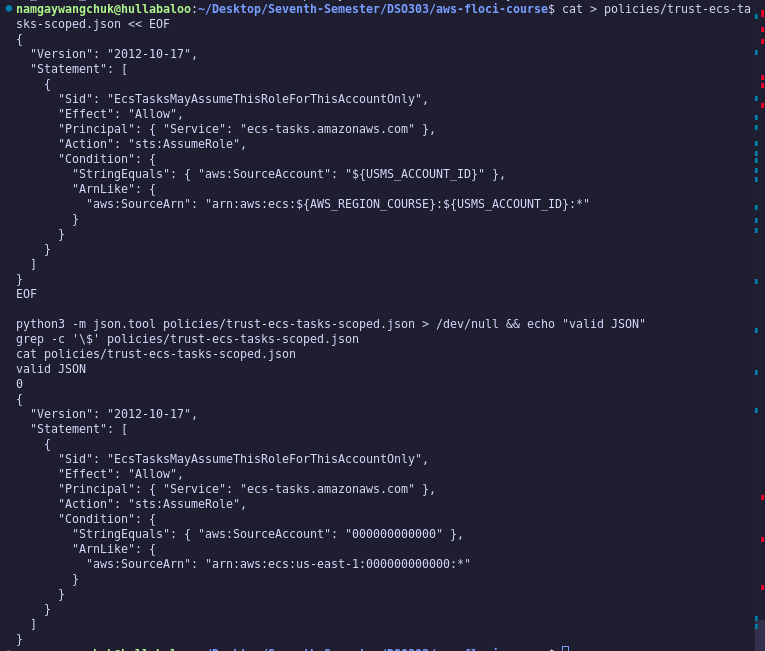 namgaywangchuk@hullabaloo:~/Desktop/Seventh-Semester/DSO303/aws-floci-course$ cat > policies/trust-ecs-ta
sks-scoped.json << EOF
{
  "Version": "2012-10-17",
  "Statement": [
    {
      "Sid": "EcsTasksMayAssumeThisRoleForThisAccountOnly",
      "Effect": "Allow",
      "Principal": { "Service": "ecs-tasks.amazonaws.com" },
      "Action": "sts:AssumeRole",
      "Condition": {
        "StringEquals": { "aws:SourceAccount": "${USMS_ACCOUNT_ID}" },
        "ArnLike": {
          "aws:SourceArn": "arn:aws:ecs:${AWS_REGION_COURSE}:${USMS_ACCOUNT_ID}:*"
        }
      }
    }
  ]
}
EOF

python3 -m json.tool policies/trust-ecs-tasks-scoped.json > /dev/null && echo "valid JSON"
grep -c '\$' policies/trust-ecs-tasks-scoped.json
cat policies/trust-ecs-tasks-scoped.json
valid JSON
0
{
  "Version": "2012-10-17",
  "Statement": [
    {
      "Sid": "EcsTasksMayAssumeThisRoleForThisAccountOnly",
      "Effect": "Allow",
      "Principal": { "Service": "ecs-tasks.amazonaws.com" },
      "Action": "sts:AssumeRole",
      "Condition": {
        "StringEquals": { "aws:SourceAccount": "000000000000" },
        "ArnLike": {
          "aws:SourceArn": "arn:aws:ecs:us-east-1:000000000000:*"
        }
      }
    }
  ]
}